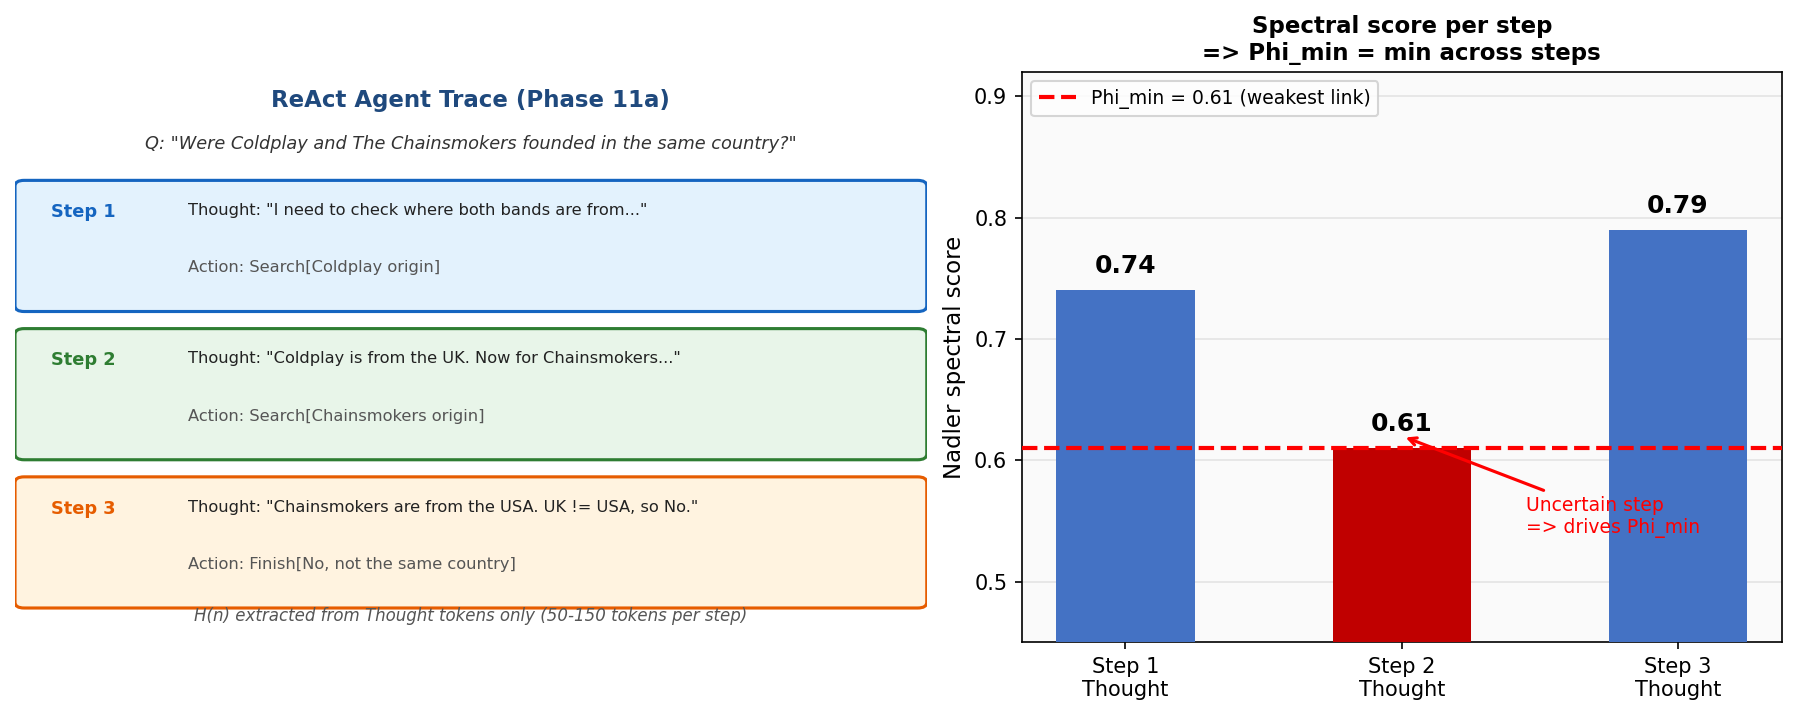 ReAct Agent Trace (Phase 11a)
Q: "Were Coldplay and The Chainsmokers founded in the same country?"
Step 1
Thought: "I need to check where both bands are from..."
Action: Search[Coldplay origin]
Step 2
Thought: "Coldplay is from the UK. Now for Chainsmokers..."
Action: Search[Chainsmokers origin]
Step 3
Thought: "Chainsmokers are from the USA. UK != USA, so No."
Action: Finish[No, not the same country]
H(n) extracted from Thought tokens only (50-150 tokens per step)
Spectral score per step
=> Phi_min = min across steps
Phi_min = 0.61 (weakest link)
Nadler spectral score
0.9
0.8
0.7
0.6
0.5
0.74
0.61
0.79
Uncertain step
=> drives Phi_min
Step 1
Thought
Step 2
Thought
Step 3
Thought